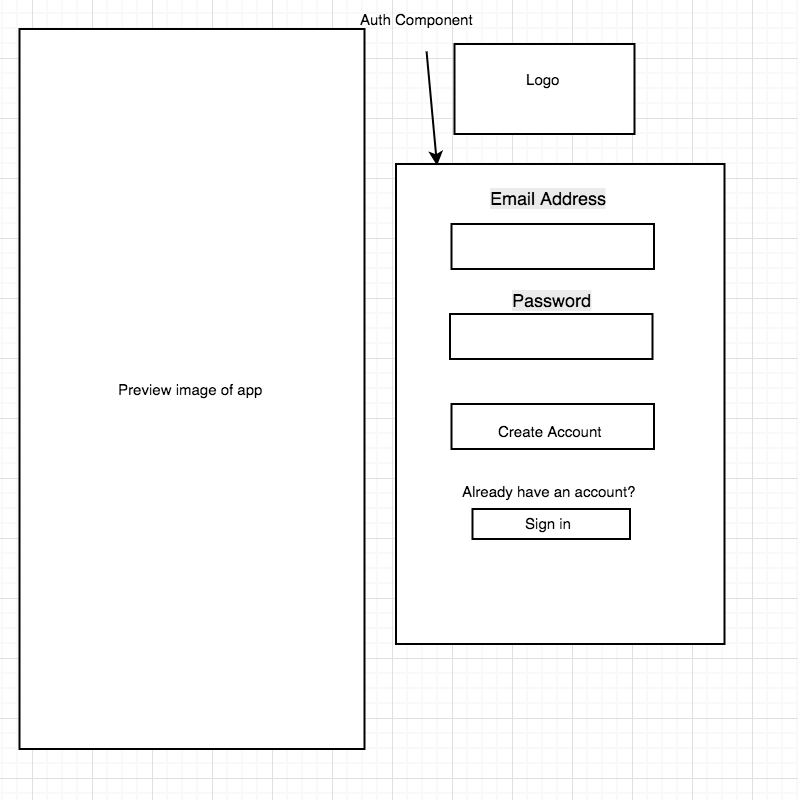 Auth Component
Logo
Email Address
Password
Preview image of app
Create Account
Already have an account?
Sign in